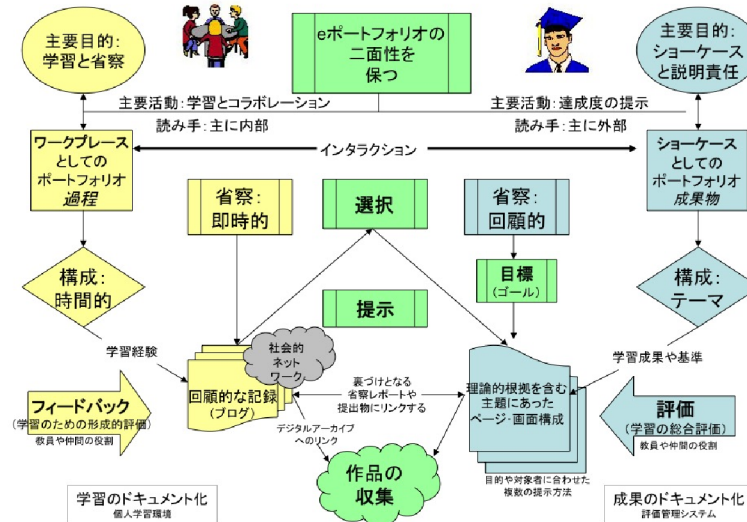 主要目的：
学習と省察
eポートフォリオの
二面性を
保つ
主要目的：
ショーケース
と説明責任
主要活動：学習とコラボレーション
主要活動：達成度の提示
読み手：主に内部
読み手：主に外部
ワークプレース
としての
ポートフォリオ
過程
インタラクション
ショーケース
としての
ポートフォリオ
成果物
省察：
即時的
選択
省察：
回顧的
構成：
時間的
目標
(ゴール)
構成：
テーマ
提示
学習経験
社会的
ネット
ワーク
学習成果や基準
回顧的な記録
(ブログ)
裏づけとなる
省察レポートや
提出物にリンクする
理論的根拠を含む
主題にあった
ページ・画面構成
フィードバック
(学習のための形成的評価)
教員や仲間の役割
デジタルアーカイブ
へのリンク
評価
(学習の総合評価)
教員や仲間の役割
作品の
収集
目的や対象者に合わせた
複数の提示方法
学習のドキュメント化
個人学習環境
成果のドキュメント化
評価管理システム